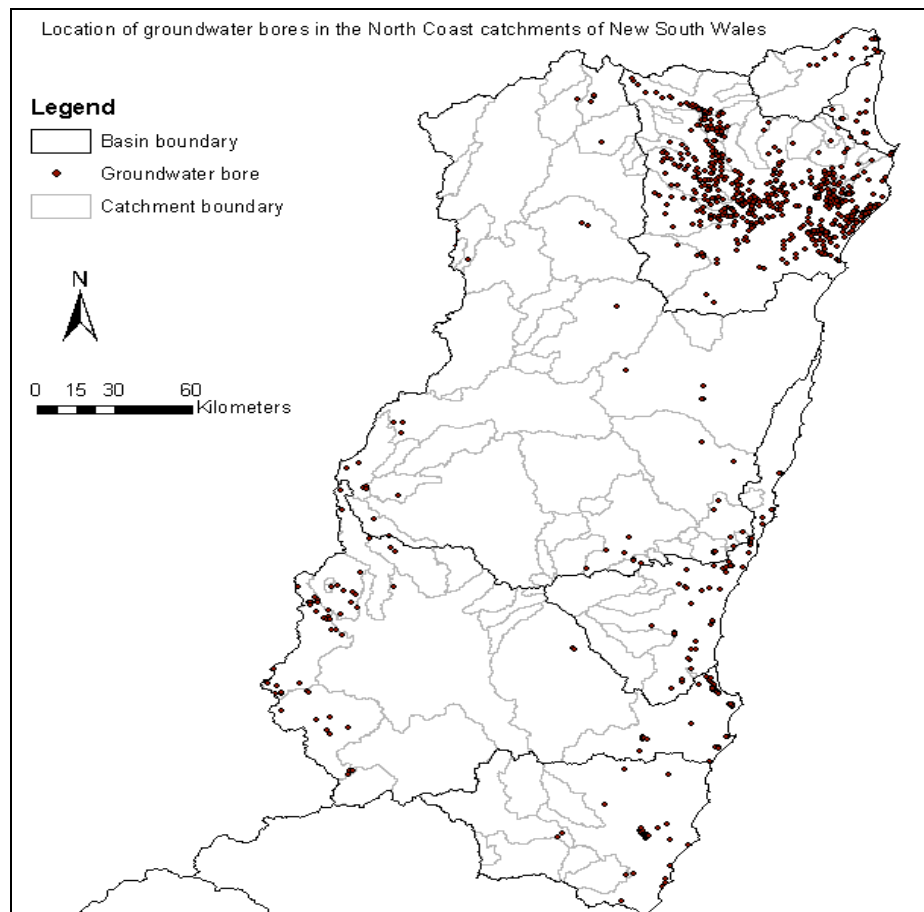 Location of groundwater bores in the North Coast catchments of New South Wales
Legend
Basin boundary
Groundwater bore
Catchment boundary
N
0 15 30 60
Kilometers